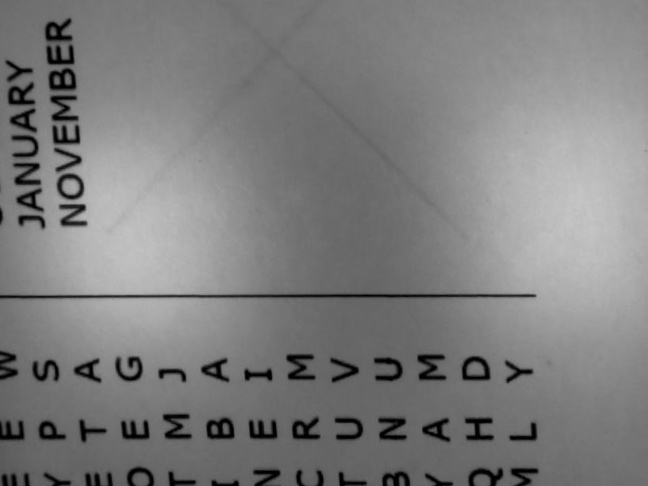 E W
P S
T A
E G
M J
B A
N E I
C R M
T U V
B N U
Y A M
Q H D
M L Y
JANUARY
NOVEMBER